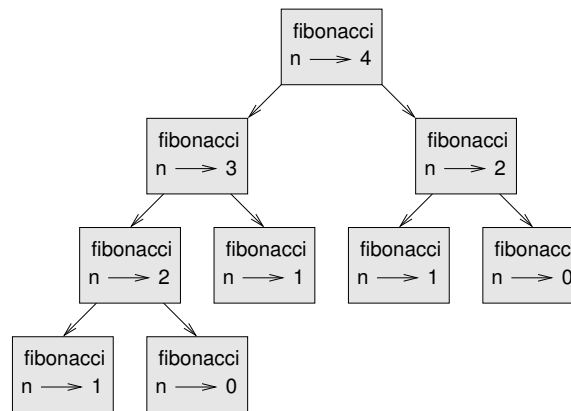 fibonacci
n → 4
fibonacci
n → 3
fibonacci
n → 2
fibonacci
n → 2
fibonacci
n → 1
fibonacci
n → 1
fibonacci
n → 0
fibonacci
n → 1
fibonacci
n → 0